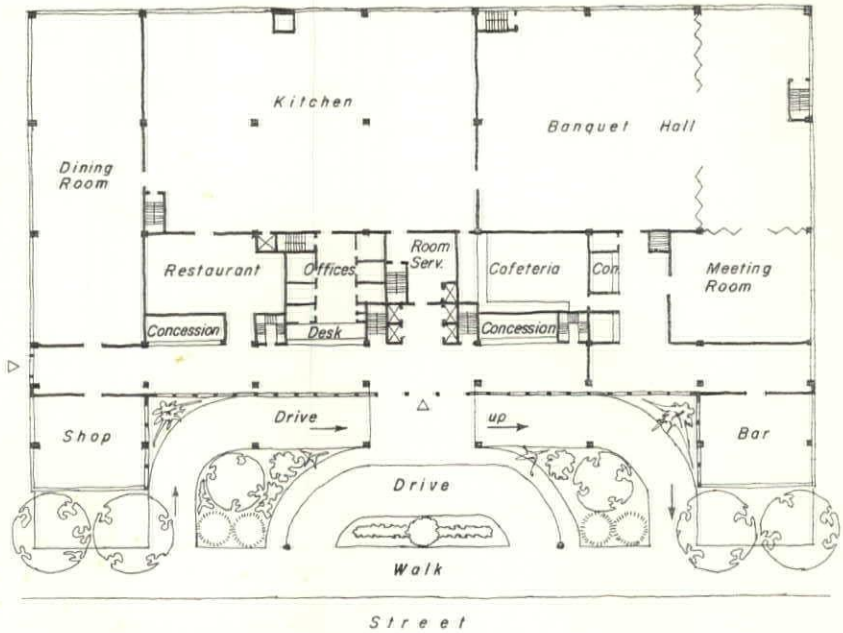 Kitchen
Banquet Hall
Dining
Room
Restaurant
Offices
Room
Serv.
Cafeteria
Con.
Meeting
Room
Concession
Desk
Concession
Shop
Drive
up
Bar
Drive
Walk
Street